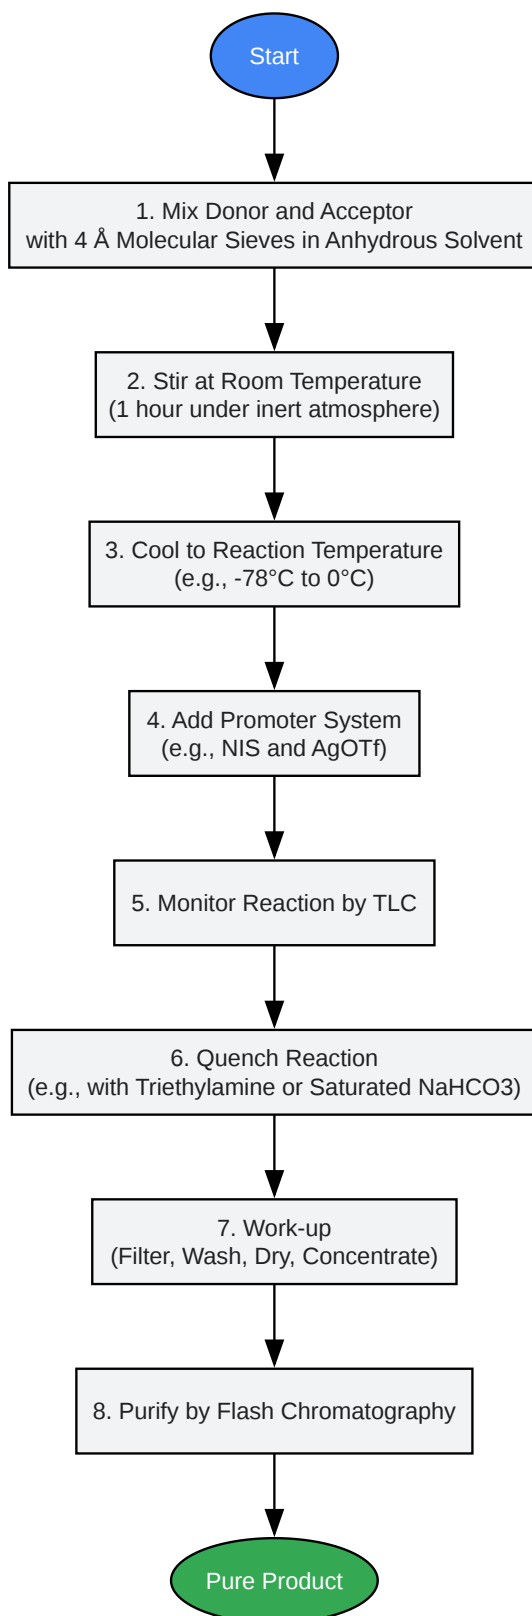 Start
1. Mix Donor and Acceptor
with 4 Å Molecular Sieves in Anhydrous Solvent
2. Stir at Room Temperature
(1 hour under inert atmosphere)
3. Cool to Reaction Temperature
(e.g., -78°C to 0°C)
4. Add Promoter System
(e.g., NIS and AgOTf)
5. Monitor Reaction by TLC
6. Quench Reaction
(e.g., with Triethylamine or Saturated NaHCO3)
7. Work-up
(Filter, Wash, Dry, Concentrate)
8. Purify by Flash Chromatography
Pure Product